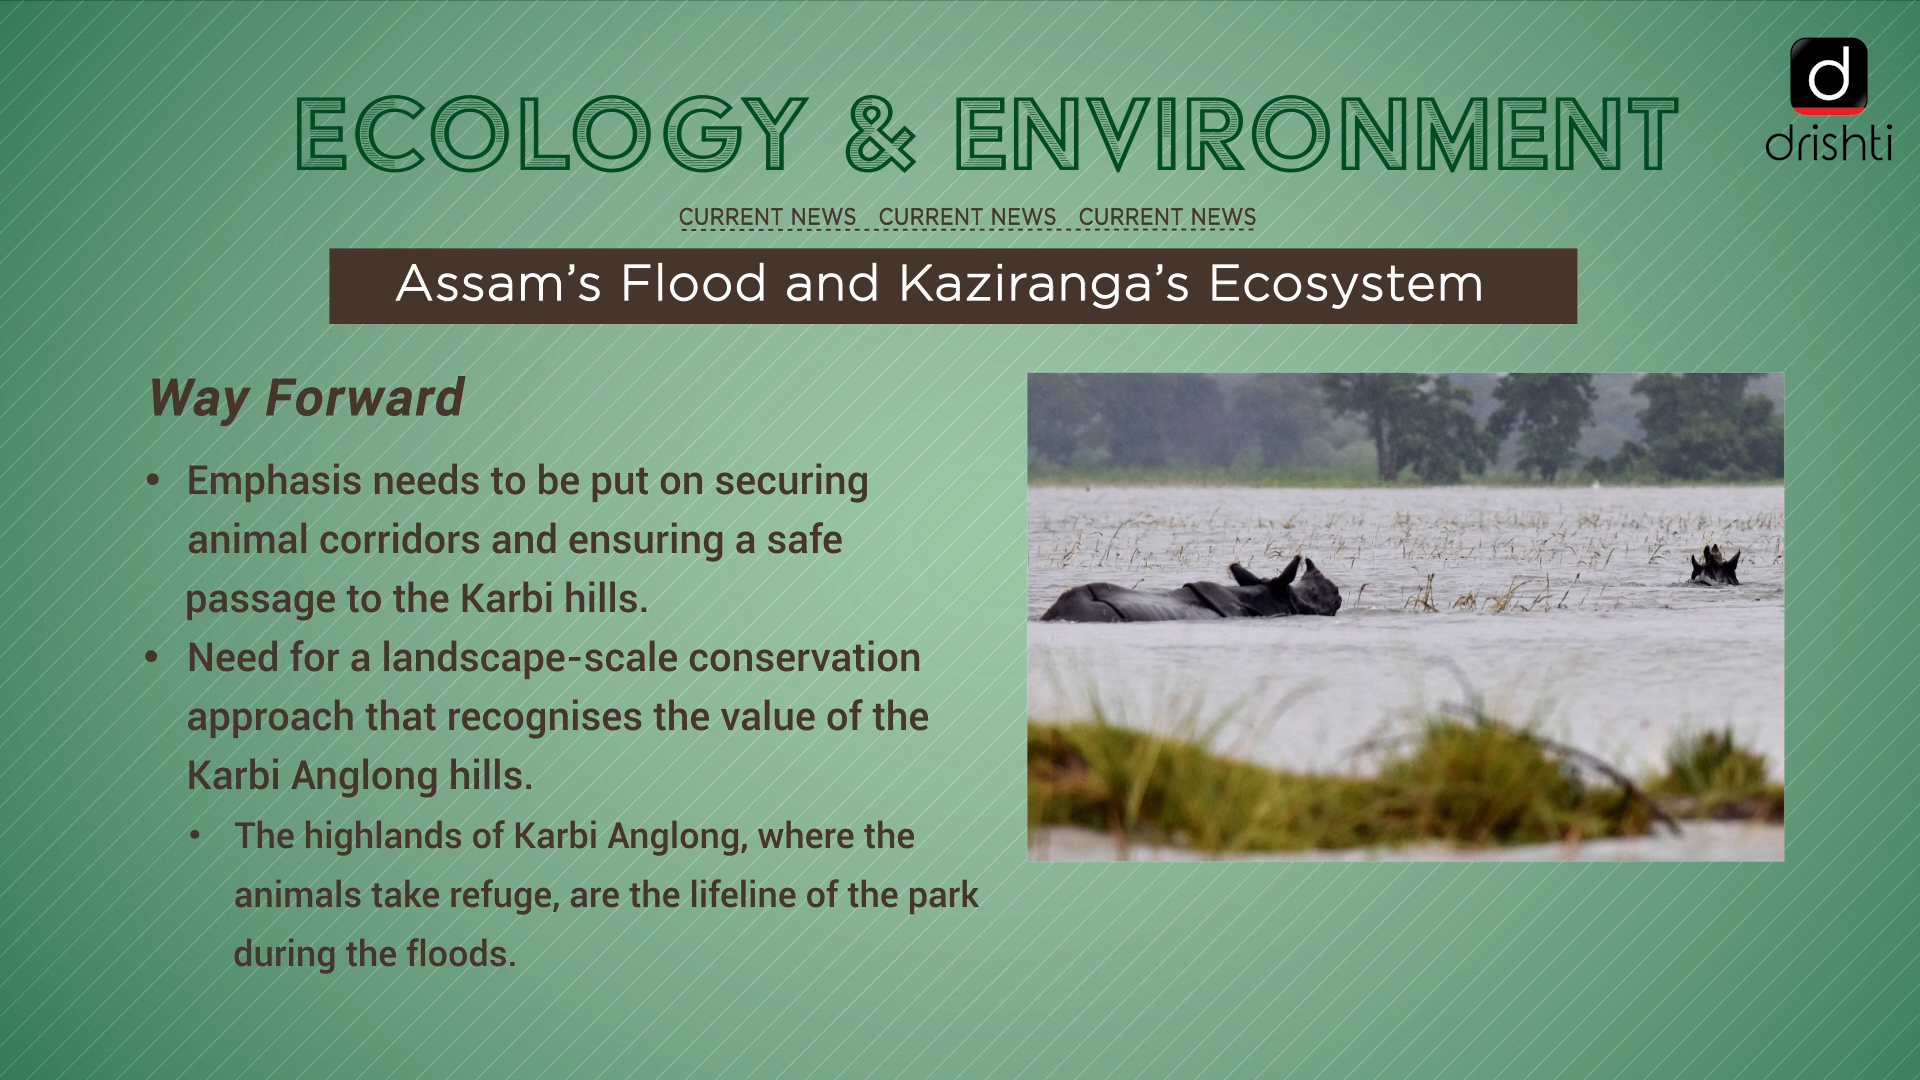 ECOLOGY & ENVIRONMENT
d
drishti
CURRENT NEWS CURRENT NEWS CURRENT NEWS
Assam’s Flood and Kaziranga’s Ecosystem
Way Forward
• Emphasis needs to be put on securing
animal corridors and ensuring a safe
passage to the Karbi hills.
• Need for a landscape-scale conservation
approach that recognises the value of the
Karbi Anglong hills.
• The highlands of Karbi Anglong, where the
animals take refuge, are the lifeline of the park
during the floods.